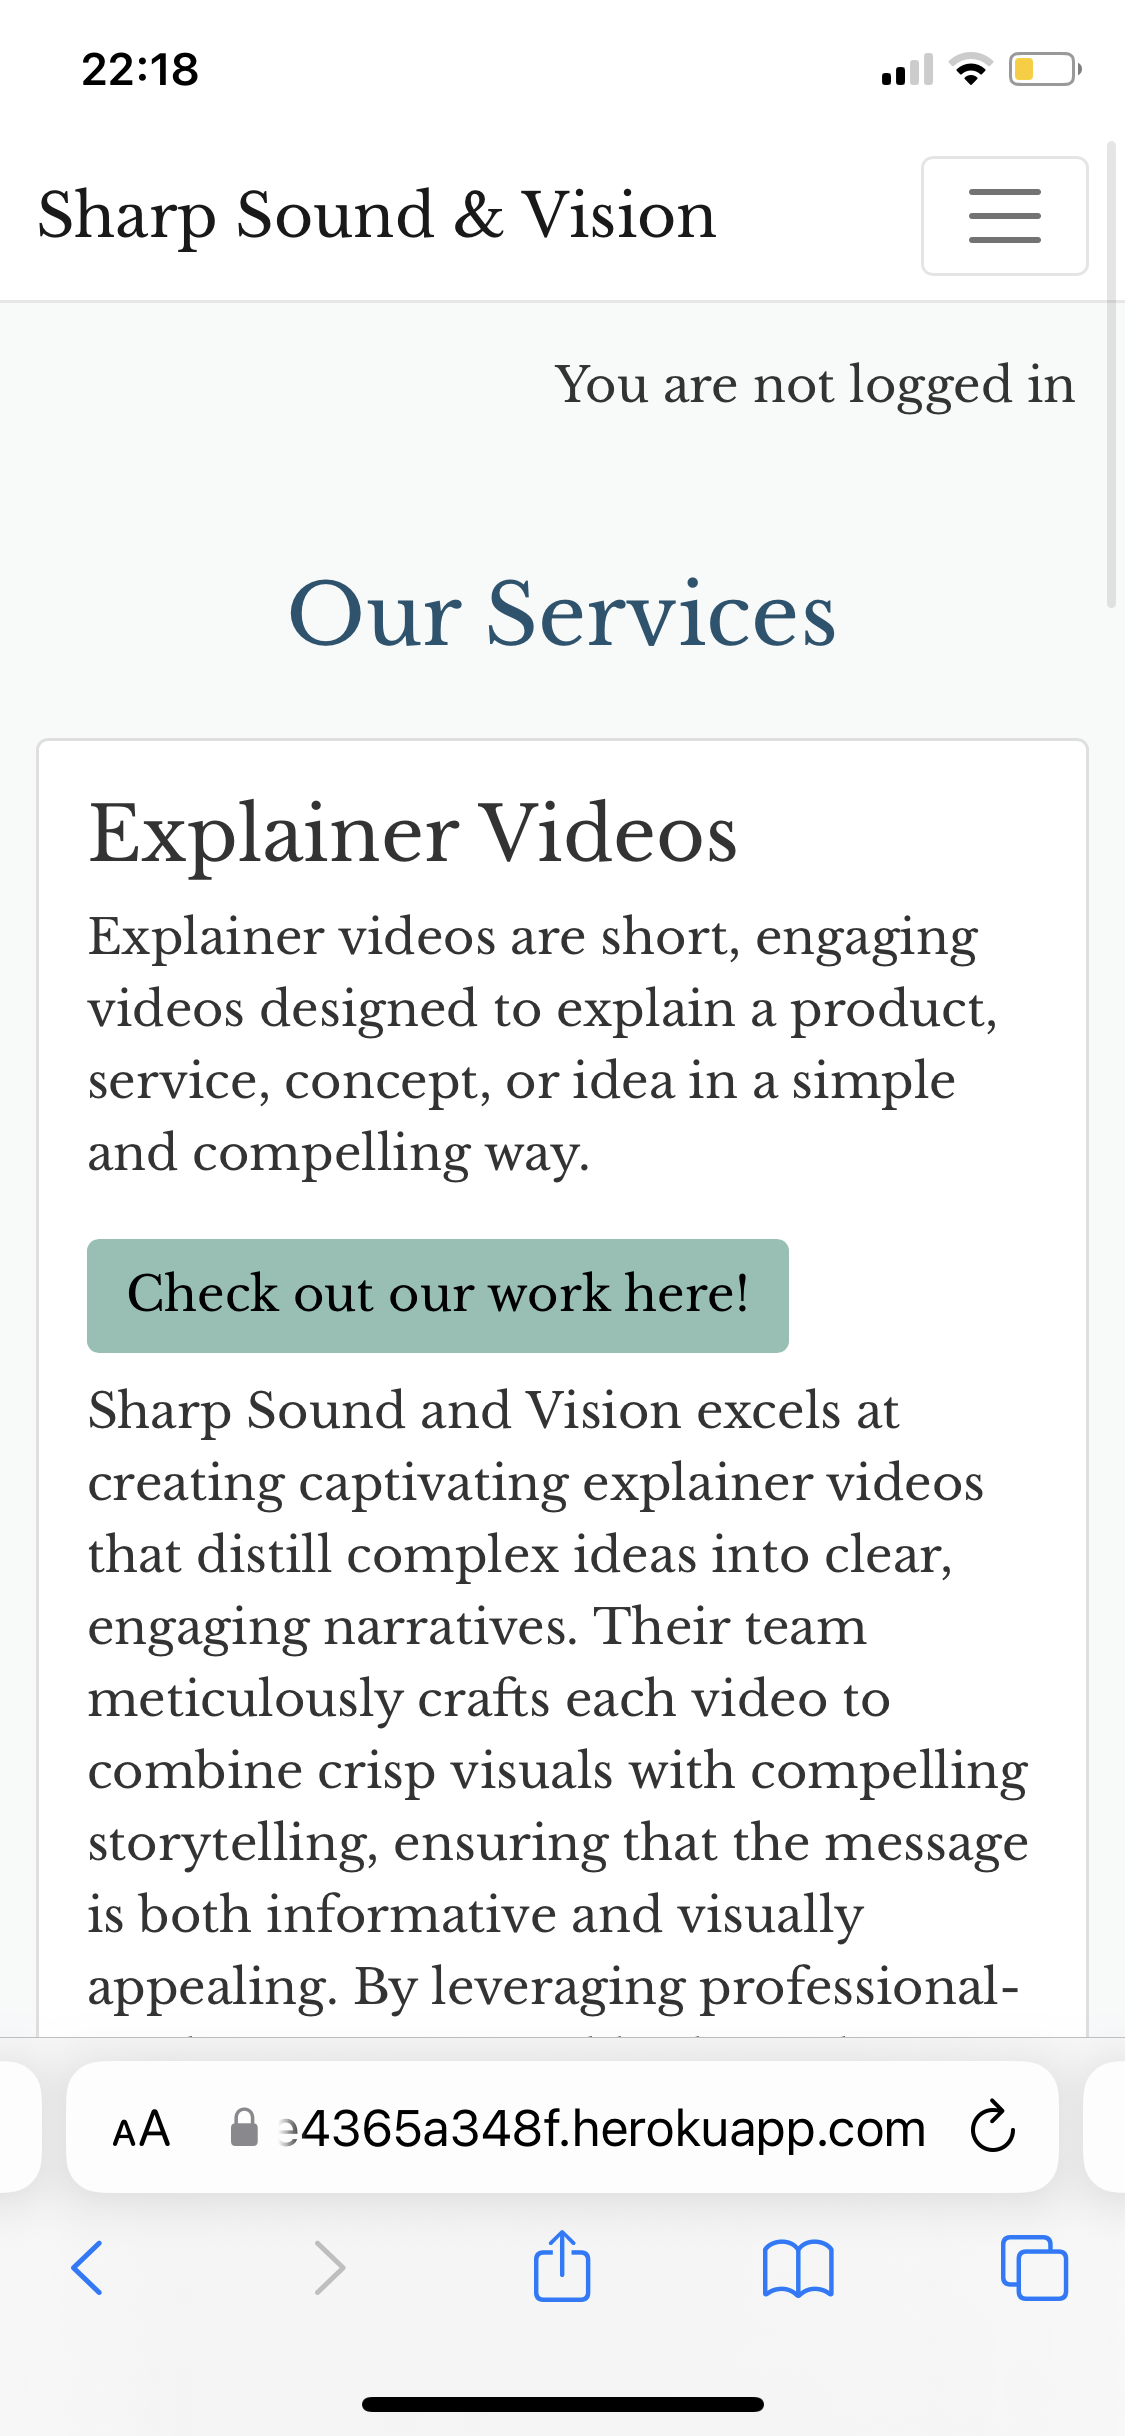 22:18
Sharp Sound & Vision
You are not logged in
Our Services
Explainer Videos
Explainer videos are short, engaging
videos designed to explain a product,
service, concept, or idea in a simple
and compelling way.
Check out our work here!
Sharp Sound and Vision excels at
creating captivating explainer videos
that distill complex ideas into clear,
engaging narratives. Their team
meticulously crafts each video to
combine crisp visuals with compelling
storytelling, ensuring that the message
is both informative and visually
appealing. By leveraging professional-
AA e4365a348f.herokuapp.com